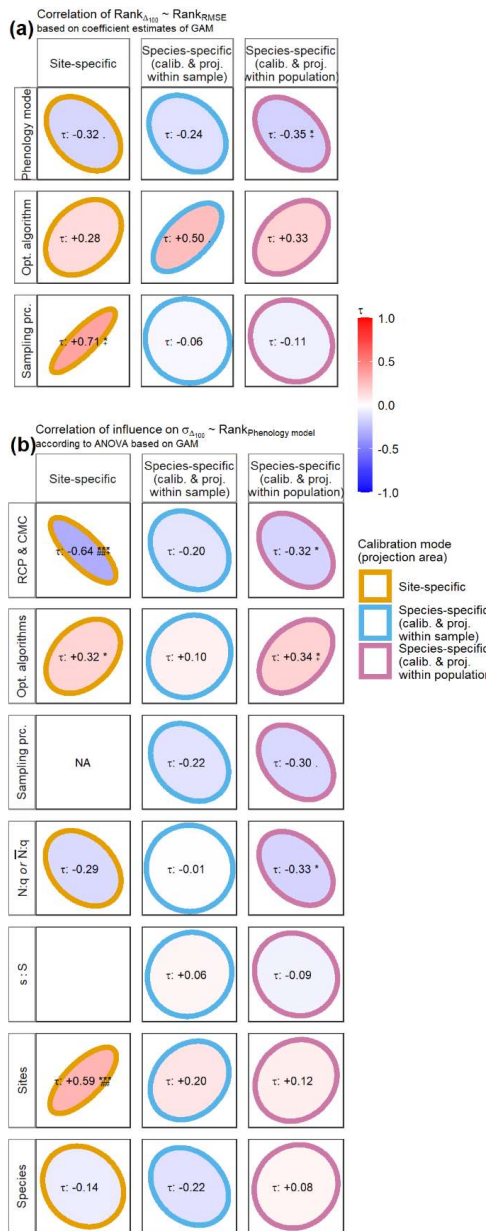 (a) Correlation of Rank_Δ100 ~ Rank_RMSE
based on coefficient estimates of GAM
Site-specific
Species-specific
(calib. & proj.
within sample)
Species-specific
(calib. & proj.
within population)
Phenology mode
τ: -0.32 .
τ: -0.24
τ: -0.35 *
Opt. algorithm
τ: +0.28
τ: +0.50 .
τ: +0.33
Sampling prc.
τ: +0.71 *
τ: -0.06
τ: -0.11
τ
1.0
0.5
0.0
-0.5
-1.0
(b) Correlation of influence on σ_Δ100 ~ Rank_Phenology model
according to ANOVA based on GAM
Site-specific
Species-specific
(calib. & proj.
within sample)
Species-specific
(calib. & proj.
within population)
RCP & CMC
τ: -0.64
τ: -0.20
τ: -0.32 *
Calibration mode
(projection area)
Site-specific
Species-specific
(calib. & proj.
within sample)
Species-specific
(calib. & proj.
within population
Opt. algorithms
τ: +0.32 *
τ: +0.10
τ: +0.34
Sampling prc.
NA
τ: -0.22
τ: -0.30 .
N:q or N̅:q
τ: -0.29
τ: -0.01
τ: -0.33 *
s : S
τ: +0.06
τ: -0.09
Sites
τ: +0.59
τ: +0.20
τ: +0.12
Species
τ: -0.14
τ: -0.22
τ: +0.08